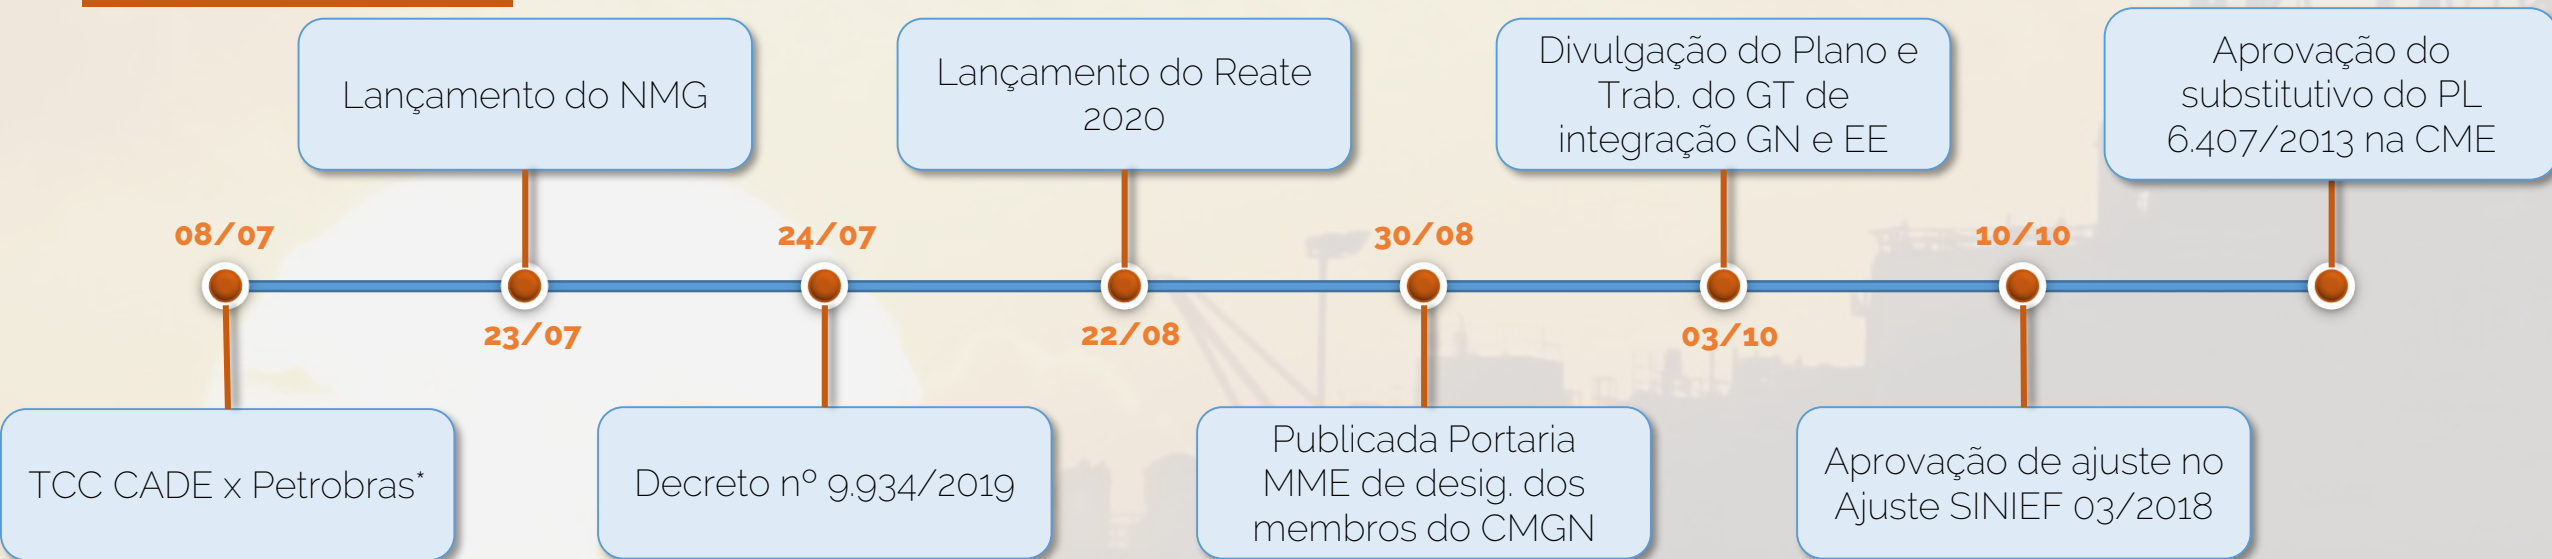 Lançamento do NMG
Lançamento do Reate
2020
Divulgação do Plano e
Trab. do GT de
integração GN e EE
Aprovação do
substitutivo do PL
6.407/2013 na CME
08/07
24/07
30/08
10/10
23/07
22/08
03/10
TCC CADE x Petrobras*
Decreto nº 9.934/2019
Publicada Portaria
MME de desig. dos
membros do CMGN
Aprovação de ajuste no
Ajuste SINIEF 03/2018